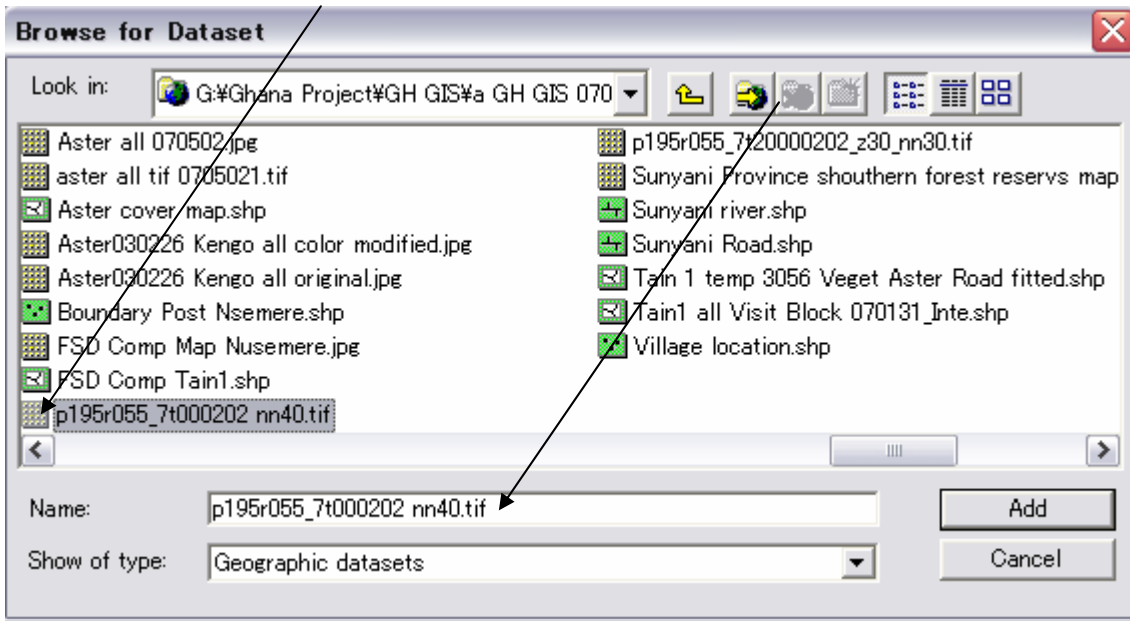 Browse for Dataset
Look in:
G:¥Ghana Project¥GH GIS¥a GH GIS 070
Aster all 070502.jpg
aster all tif 0705021.tif
Aster cover map.shp
Aster030226 Kengo all color modified.jpg
Aster030226 Kengo all original.jpg
Boundary Post Nsemere.shp
FSD Comp Map Nusemere.jpg
FSD Comp Tain1.shp
p195r055_7t000202 nn40.tif
p195r055_7t20000202_z30_nn30.tif
Sunyani Province shouthern forest reservs map
Sunyani river.shp
Sunyani Road.shp
Tain 1 temp 3056 Veget Aster Road fitted.shp
Tain1 all Visit Block 070131_Inte.shp
Village location.shp
Name:
p195r055_7t000202 nn40.tif
Add
Show of type:
Geographic datasets
Cancel